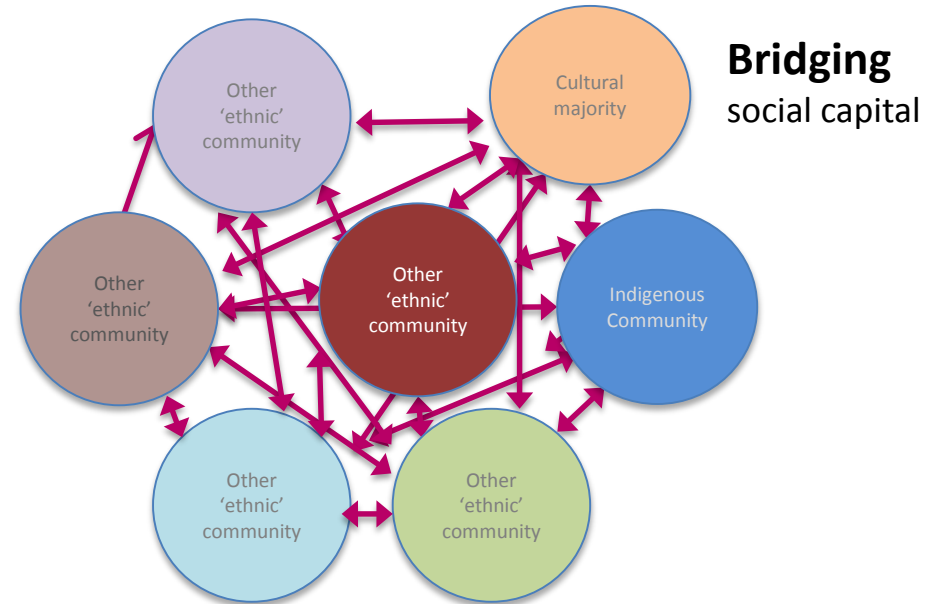 Bridging
social capital
Other
‘ethnic’
community
Cultural
majority
Other
‘ethnic’
community
Other
‘ethnic’
community
Indigenous
Community
Other
‘ethnic’
community
Other
‘ethnic’
community